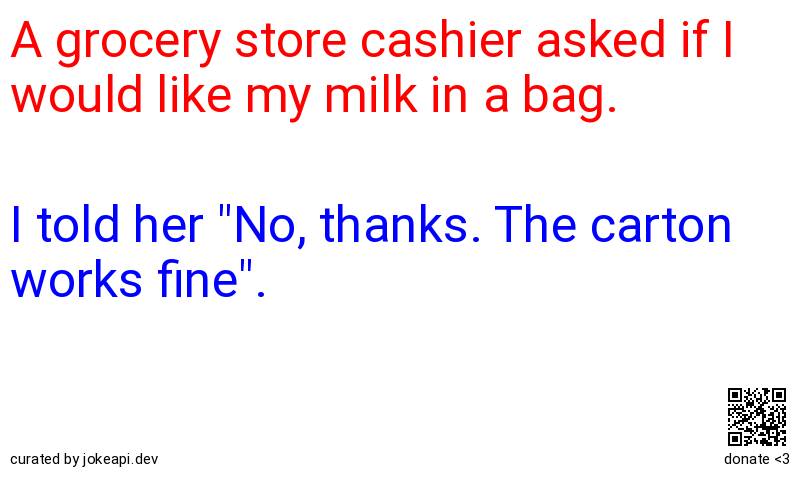 A grocery store cashier asked if I
would like my milk in a bag.
I told her "No, thanks. The carton
works fine".
curated by jokeapi.dev
donate <3